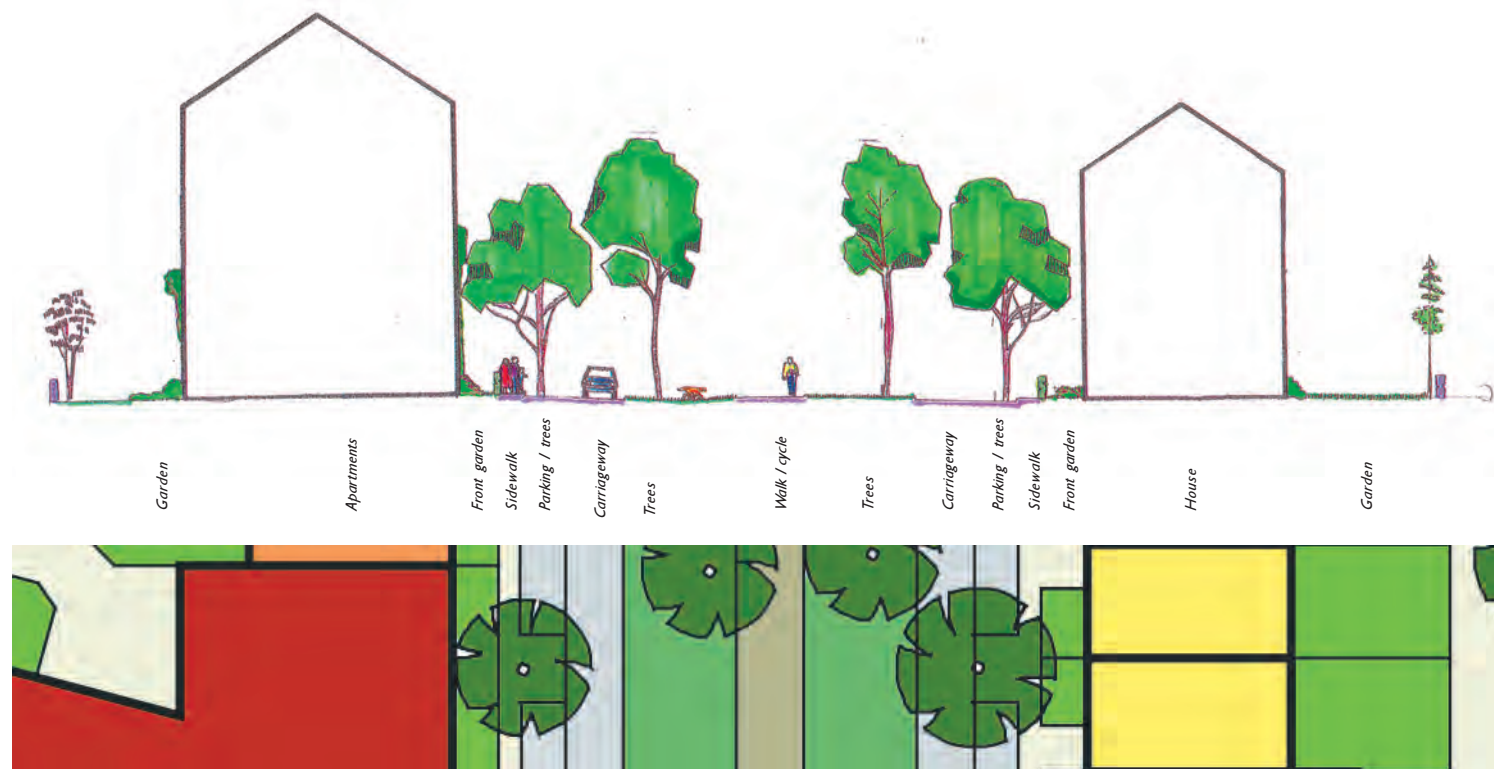 Garden
Apartments
Front garden
Sidewalk
Parking / trees
Carriageway
Trees
Walk / cycle
Trees
Carriageway
Parking / trees
Sidewalk
Front garden
House
Garden